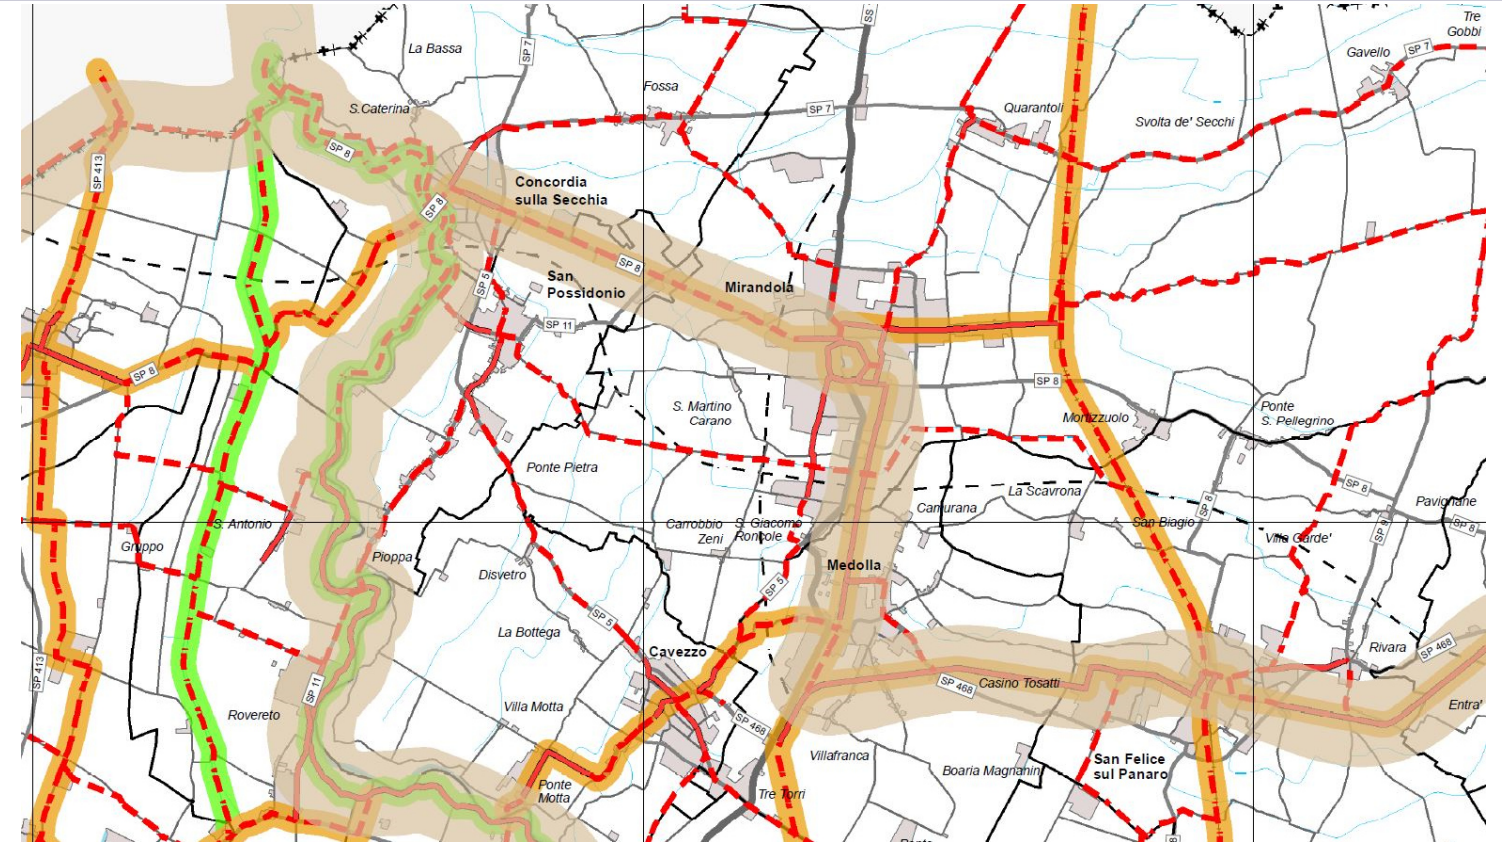 SS
Tre
Gobbi
La Bassa
SP 7
Gavello
SP 7
Fossa
S.Caterina
SP 7
Quarantoli
Svolta de' Secchi
SP 8
SP 413
Concordia
sulla Secchia
SP 8
SP 8
San
Possidonio
SP 5
Mirandola
SP 11
SP 8
SP 8
S. Martino
Carano
Mortizzuolo
Ponte
S. Pellegrino
Ponte Pietra
La Scavrona
SP 8
Pavignane
S. Antonio
Carrobbio
Zeni
S. Giacomo
Roncole
Camurana
SP 8
San Biagio
SP 8
SP 9
Villa Garde'
Gruppo
Pioppa
Disvetro
Medolla
SP 5
SP 5
La Bottega
Cavezzo
Rivara
SP 468
SP 413
SP 11
SP 468
Casino Tosatti
Rovereto
Villa Motta
SP 468
Entra'
Villafranca
Boaria Magnanin
San Felice
sul Panaro
Ponte
Motta
Tre Torri